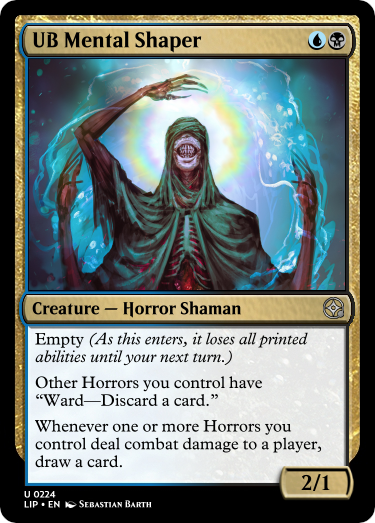 UB Mental Shaper
Creature — Horror Shaman
Empty (As this enters, it loses all printed
abilities until your next turn.)
Other Horrors you control have
“Ward—Discard a card.”
Whenever one or more Horrors you
control deal combat damage to a player,
draw a card.
2/1
U 0224
LIP • EN Sebastian Barth